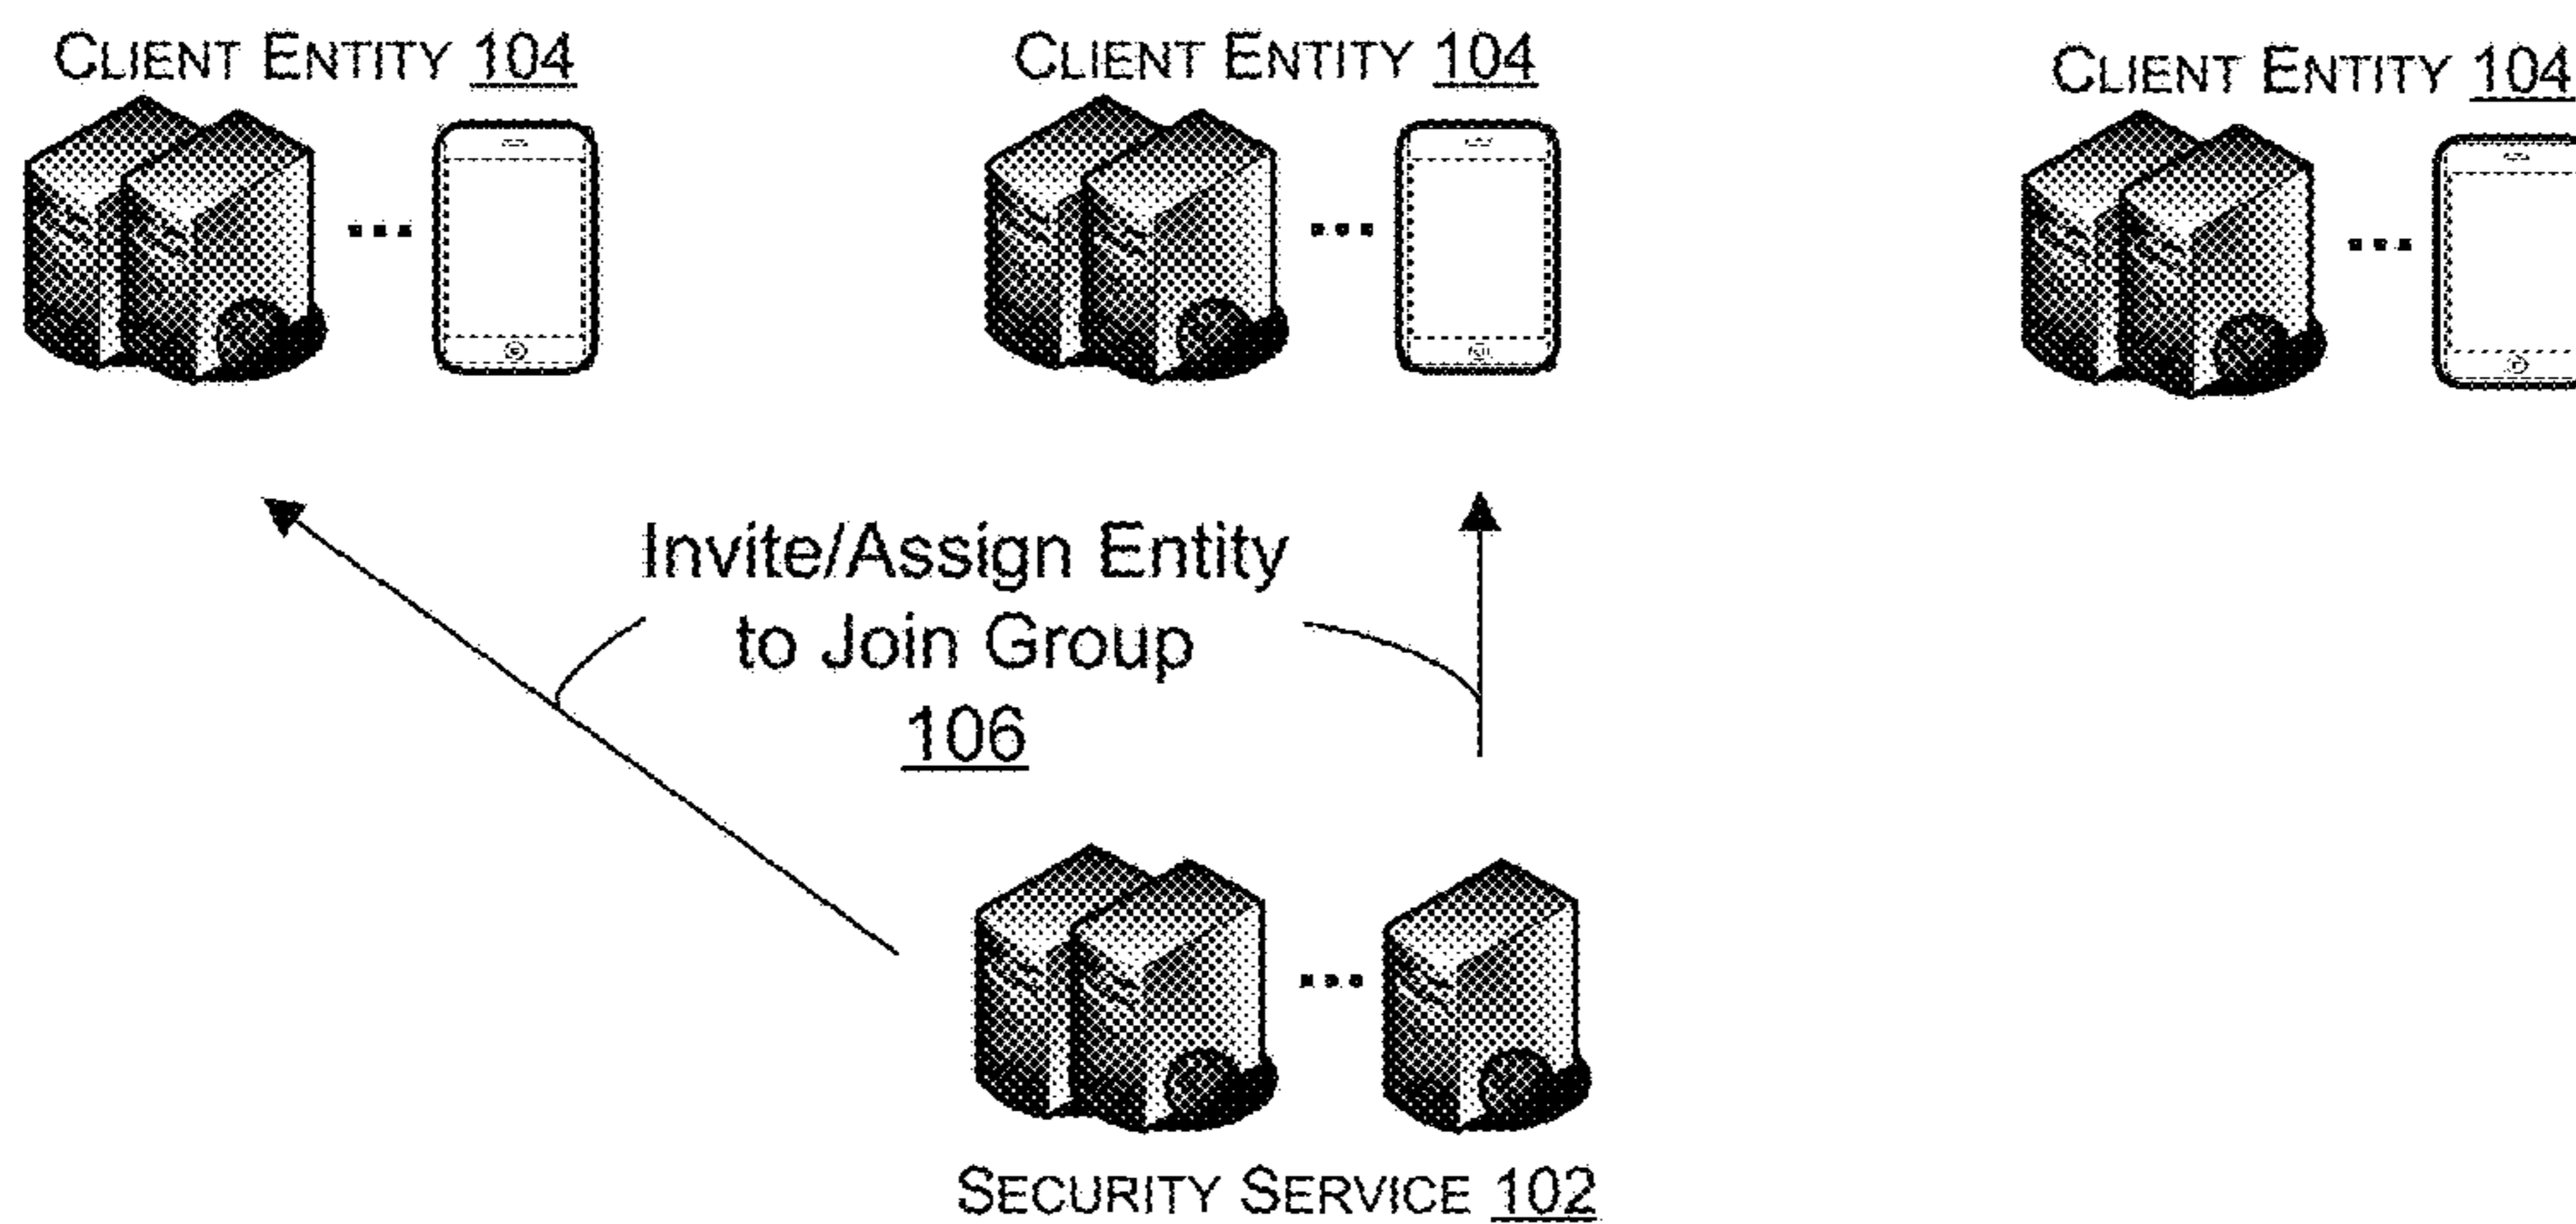 CLIENT ENTITY 104
CLIENT ENTITY 104
CLIENT ENTITY 104
Invite/Assign Entity
to Join Group
106
SECURITY SERVICE 102